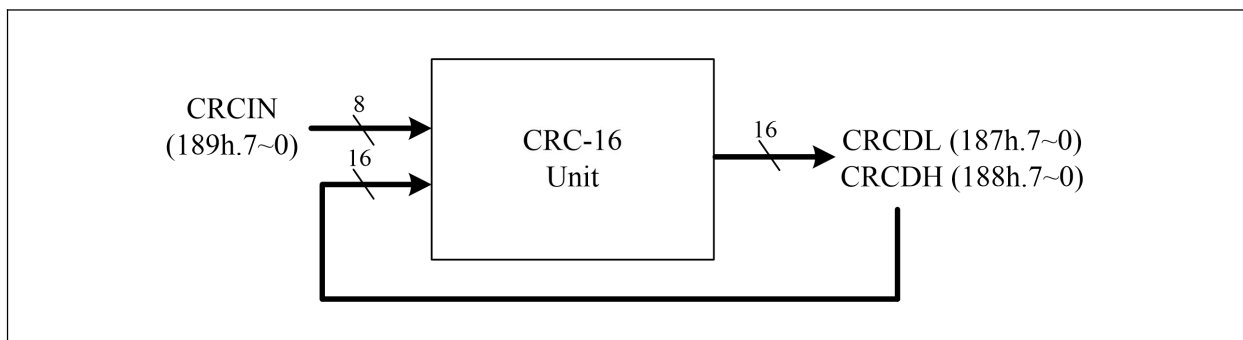 CRCIN
(189h.7~0)
8
16
CRC-16
Unit
16
CRCDL (187h.7~0)
CRCDH (188h.7~0)